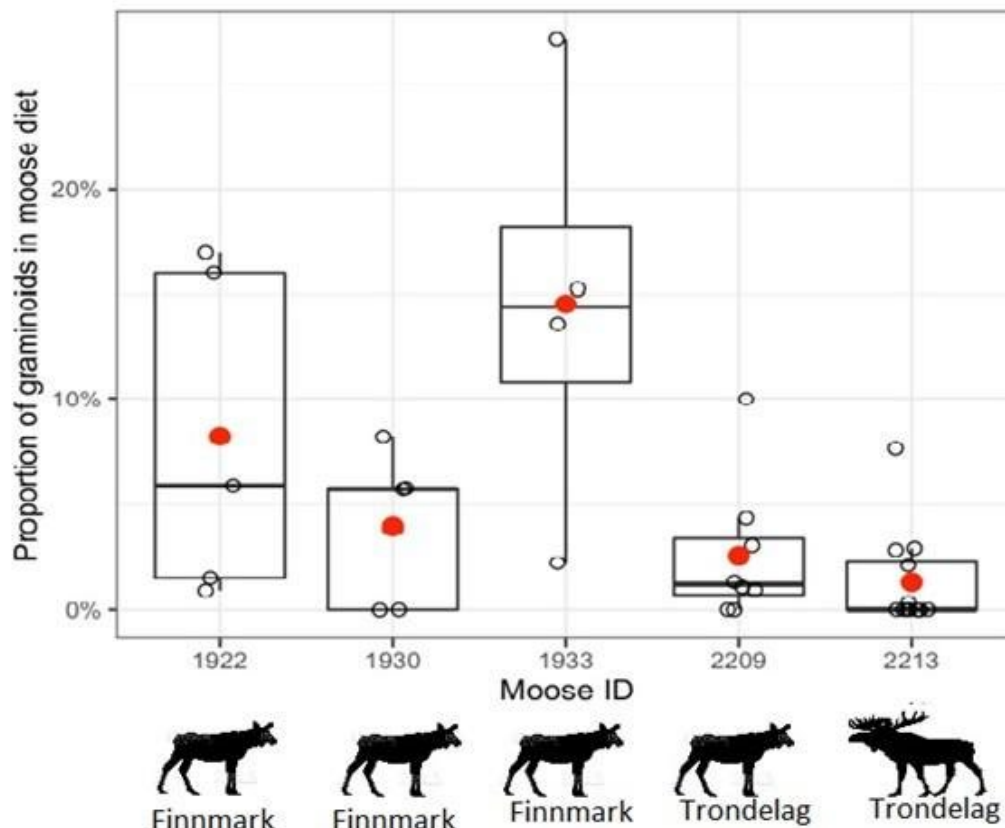 Proportion of graminoids in moose diet
20%
10%
0%
1922 1930 1933 2209 2213
Moose ID
Finnmark Finnmark Finnmark Trondelag Trondelag